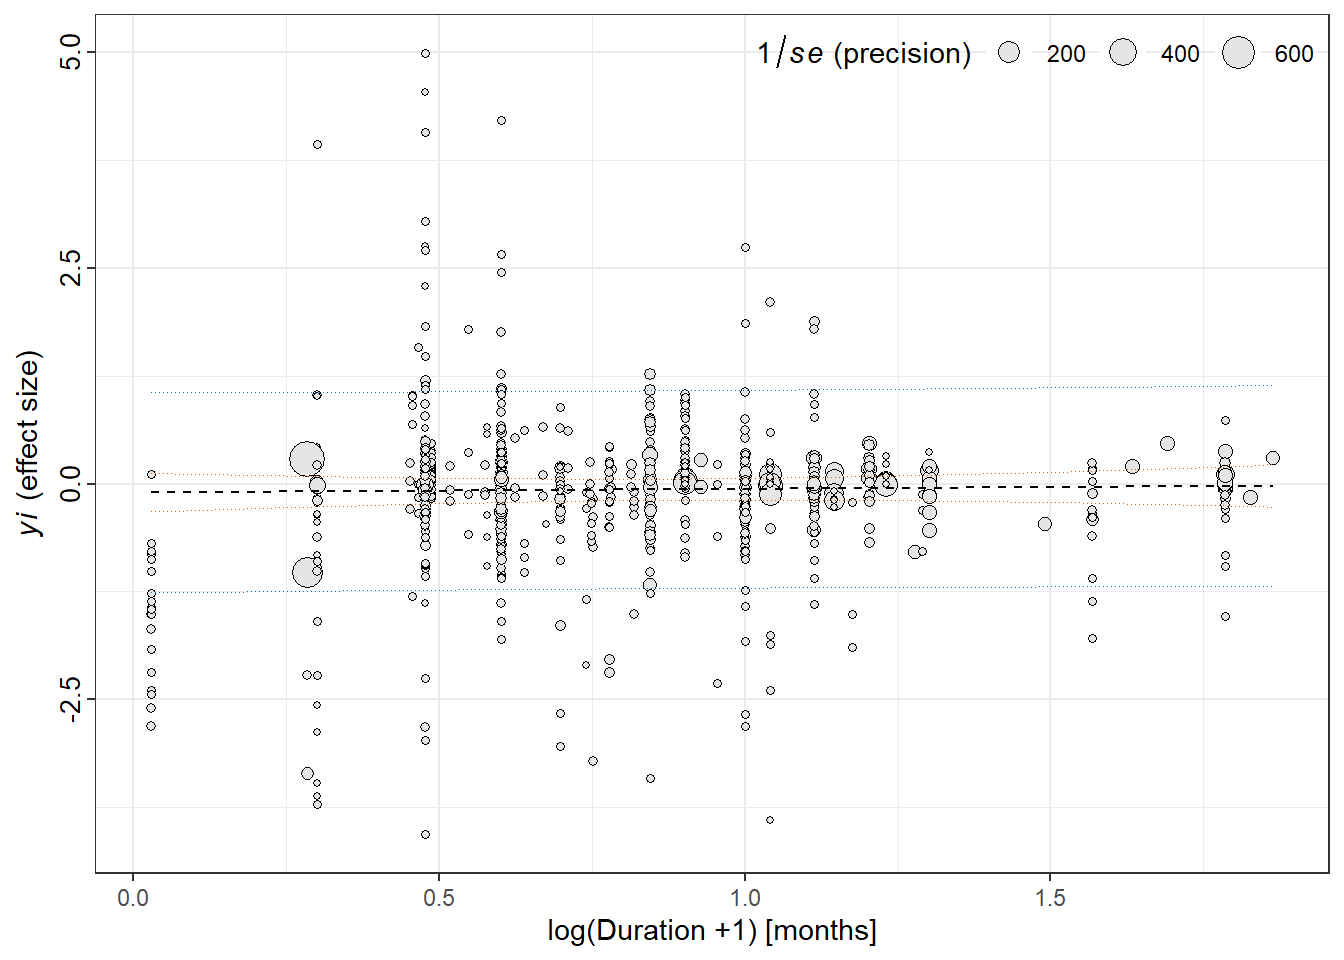 1/se (precision) 200 400 600
5.0
2.5
0.0
-2.5
yi (effect size)
0.0 0.5 1.0 1.5
log(Duration +1) [months]